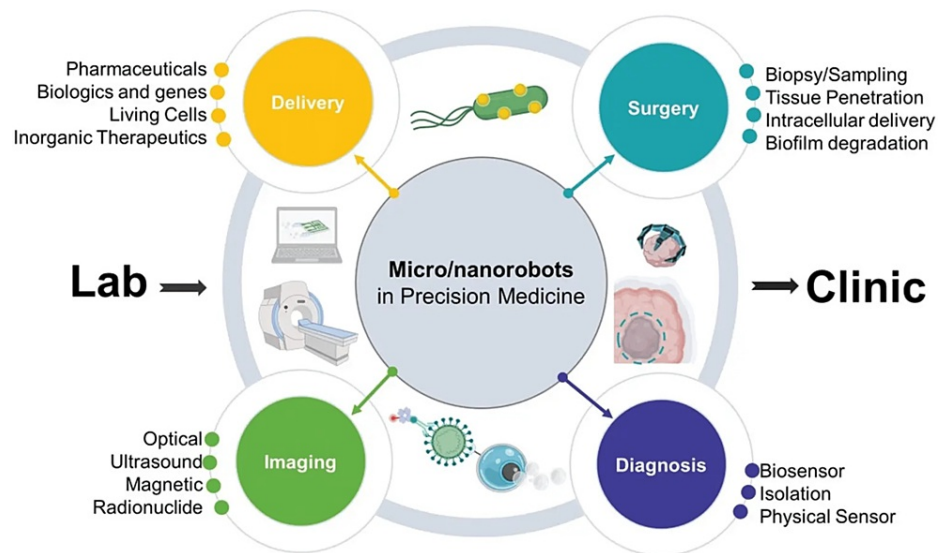 Pharmaceuticals
Biologics and genes
Living Cells
Inorganic Therapeutics
Delivery
Surgery
Biopsy/Sampling
Tissue Penetration
Intracellular delivery
Biofilm degradation
Lab
Micro/nanorobots
in Precision Medicine
Clinic
Optical
Ultrasound
Magnetic
Radionuclide
Imaging
Diagnosis
Biosensor
Isolation
Physical Sensor